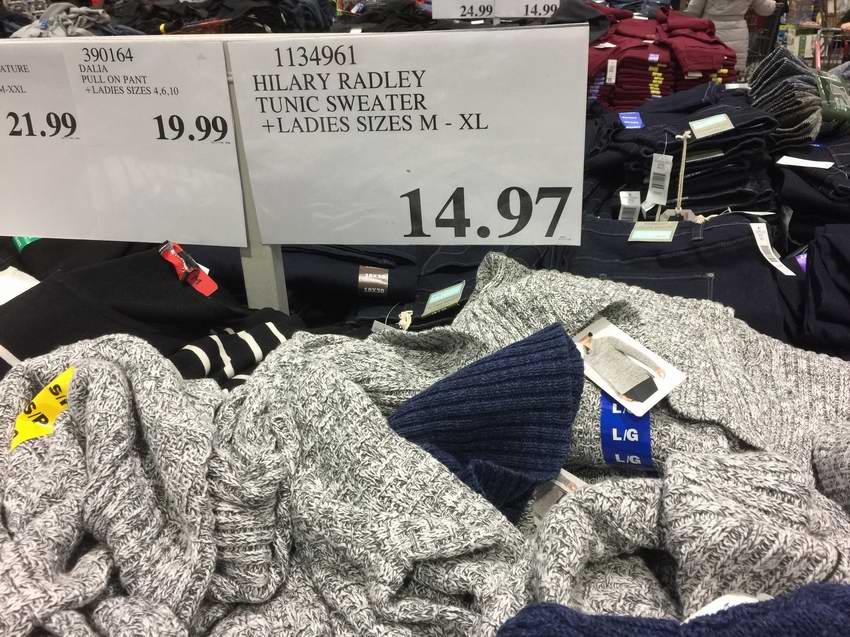 24.99
14.99
ATURE
M-XXL
21.99
390164
DALIA
PULL ON PANT
+LADIES SIZES 4,6,10
19.99
1134961
HILARY RADLEY
TUNIC SWEATER
+LADIES SIZES M - XL
14.97
18X30
S/P
S/P
L/G
L/G
L/G